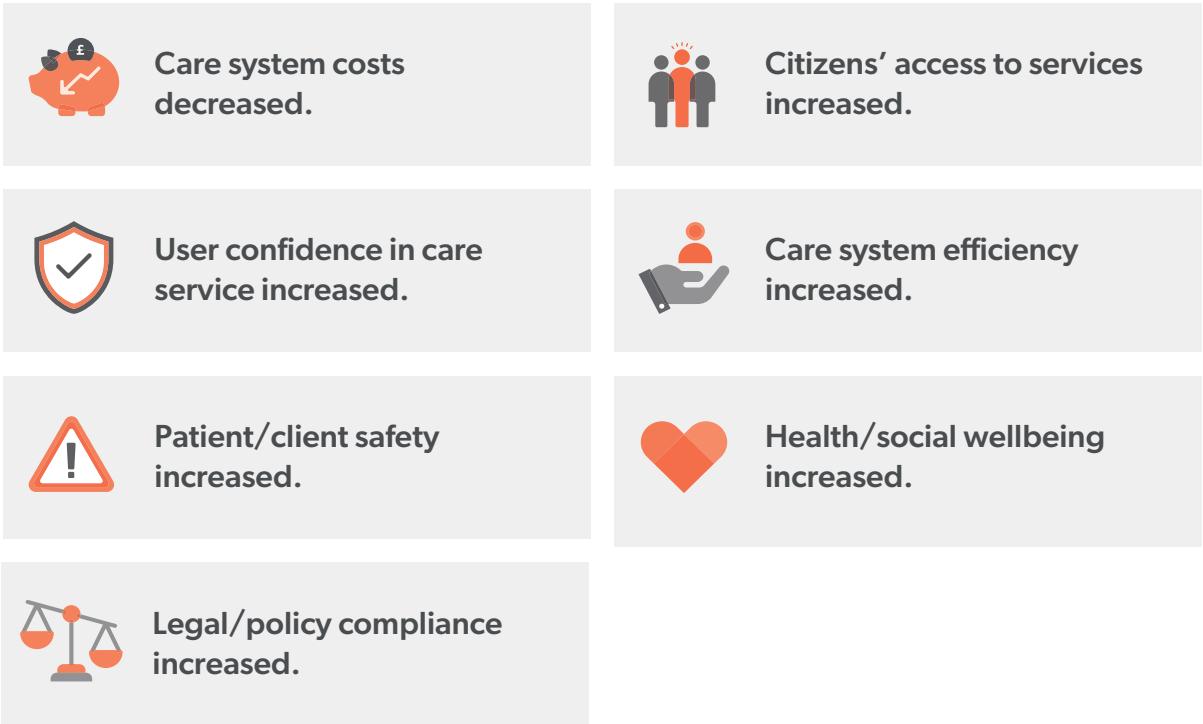 £
Care system costs
decreased.
Citizens’ access to services
increased.
User confidence in care
service increased.
Care system efficiency
increased.
Patient/client safety
increased.
Health/social wellbeing
increased.
Legal/policy compliance
increased.